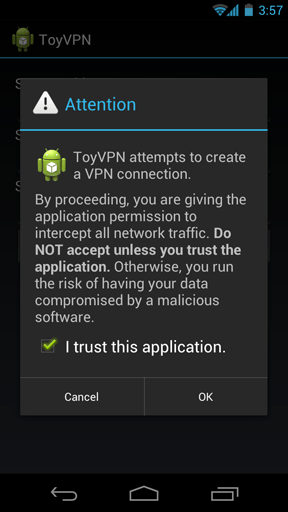 3:57
ToyVPN
S
Attention
S
ToyVPN attempts to create
a VPN connection.
S
By proceeding, you are giving the
application permission to
intercept all network traffic. Do
NOT accept unless you trust the
application. Otherwise, you run
the risk of having your data
compromised by a malicious
software.
I trust this application.
Cancel
OK